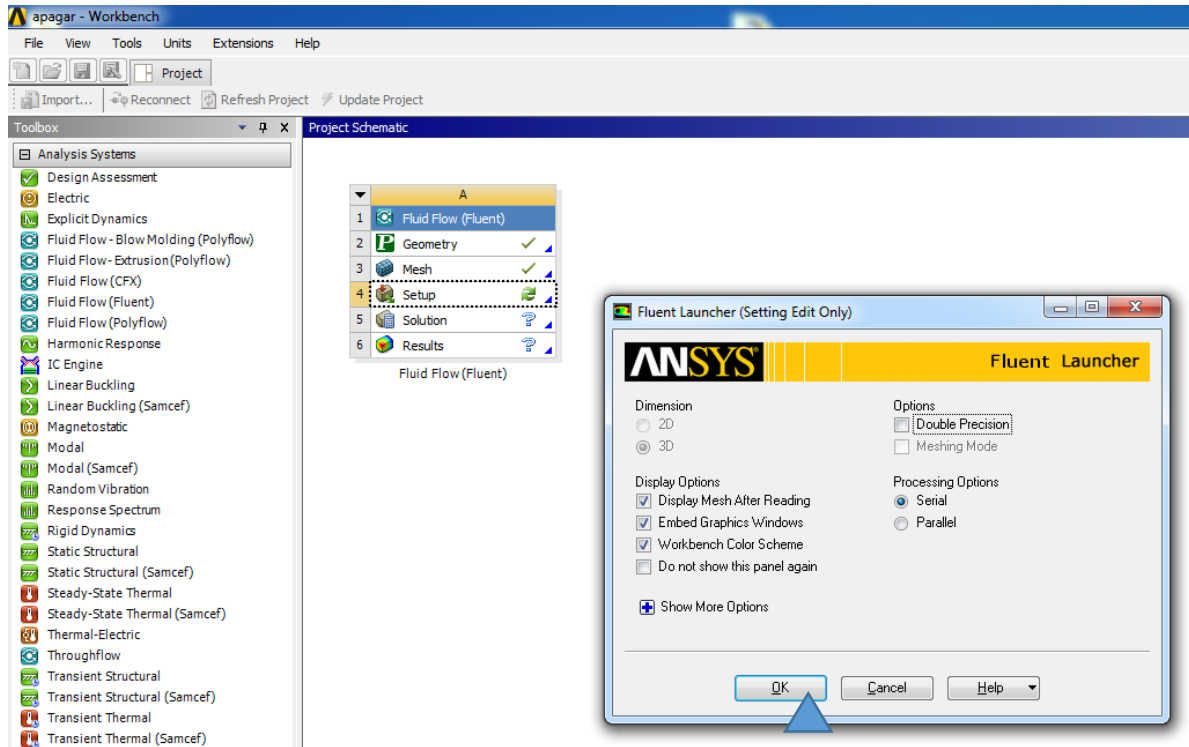 apagar - Workbench
File View Tools Units Extensions Help
Project
Import... Reconnect Refresh Project Update Project
Toolbox
Project Schematic
Analysis Systems
Design Assessment
Electric
Explicit Dynamics
Fluid Flow - Blow Molding (Polyflow)
Fluid Flow - Extrusion (Polyflow)
Fluid Flow (CFX)
Fluid Flow (Fluent)
Fluid Flow (Polyflow)
Harmonic Response
IC Engine
Linear Buckling
Linear Buckling (Samcef)
Magnetostatic
Modal
Modal (Samcef)
Random Vibration
Response Spectrum
Rigid Dynamics
Static Structural
Static Structural (Samcef)
Steady-State Thermal
Steady-State Thermal (Samcef)
Thermal-Electric
Throughflow
Transient Structural
Transient Structural (Samcef)
Transient Thermal
Transient Thermal (Samcef)
A
1 Fluid Flow (Fluent)
2 Geometry
3 Mesh
4 Setup
5 Solution
6 Results
Fluid Flow (Fluent)
Fluent Launcher (Setting Edit Only)
ANSYS Fluent Launcher
Dimension
2D
3D
Options
Double Precision
Meshing Mode
Display Options
Display Mesh After Reading
Embed Graphics Windows
Workbench Color Scheme
Do not show this panel again
Processing Options
Serial
Parallel
Show More Options
OK Cancel Help